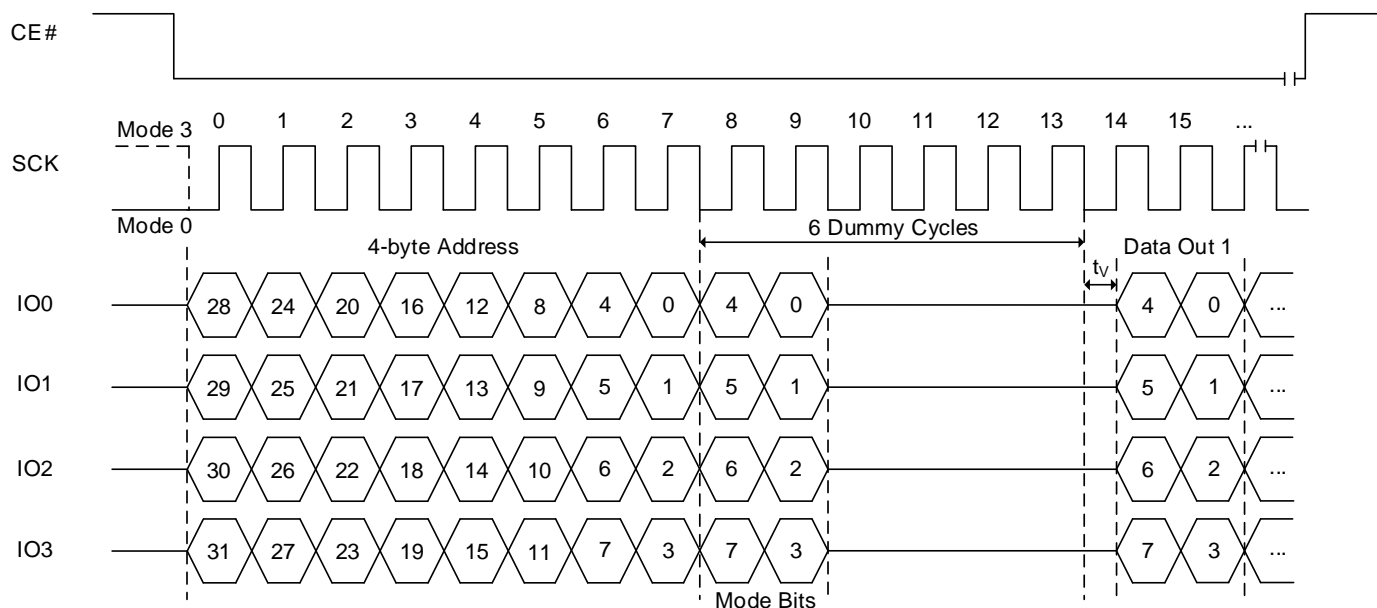 CE#
0 1 2 3 4 5 6 7 8 9 10 11 12 13 14 15 ...
Mode 3
SCK
Mode 0
6 Dummy Cycles
4-byte Address
Data Out 1
tV
IO0 28 24 20 16 12 8 4 0 4 0 4 0 ...
IO1 29 25 21 17 13 9 5 1 5 1 5 1 ...
IO2 30 26 22 18 14 10 6 2 6 2 6 2 ...
IO3 31 27 23 19 15 11 7 3 7 3 7 3 ...
Mode Bits